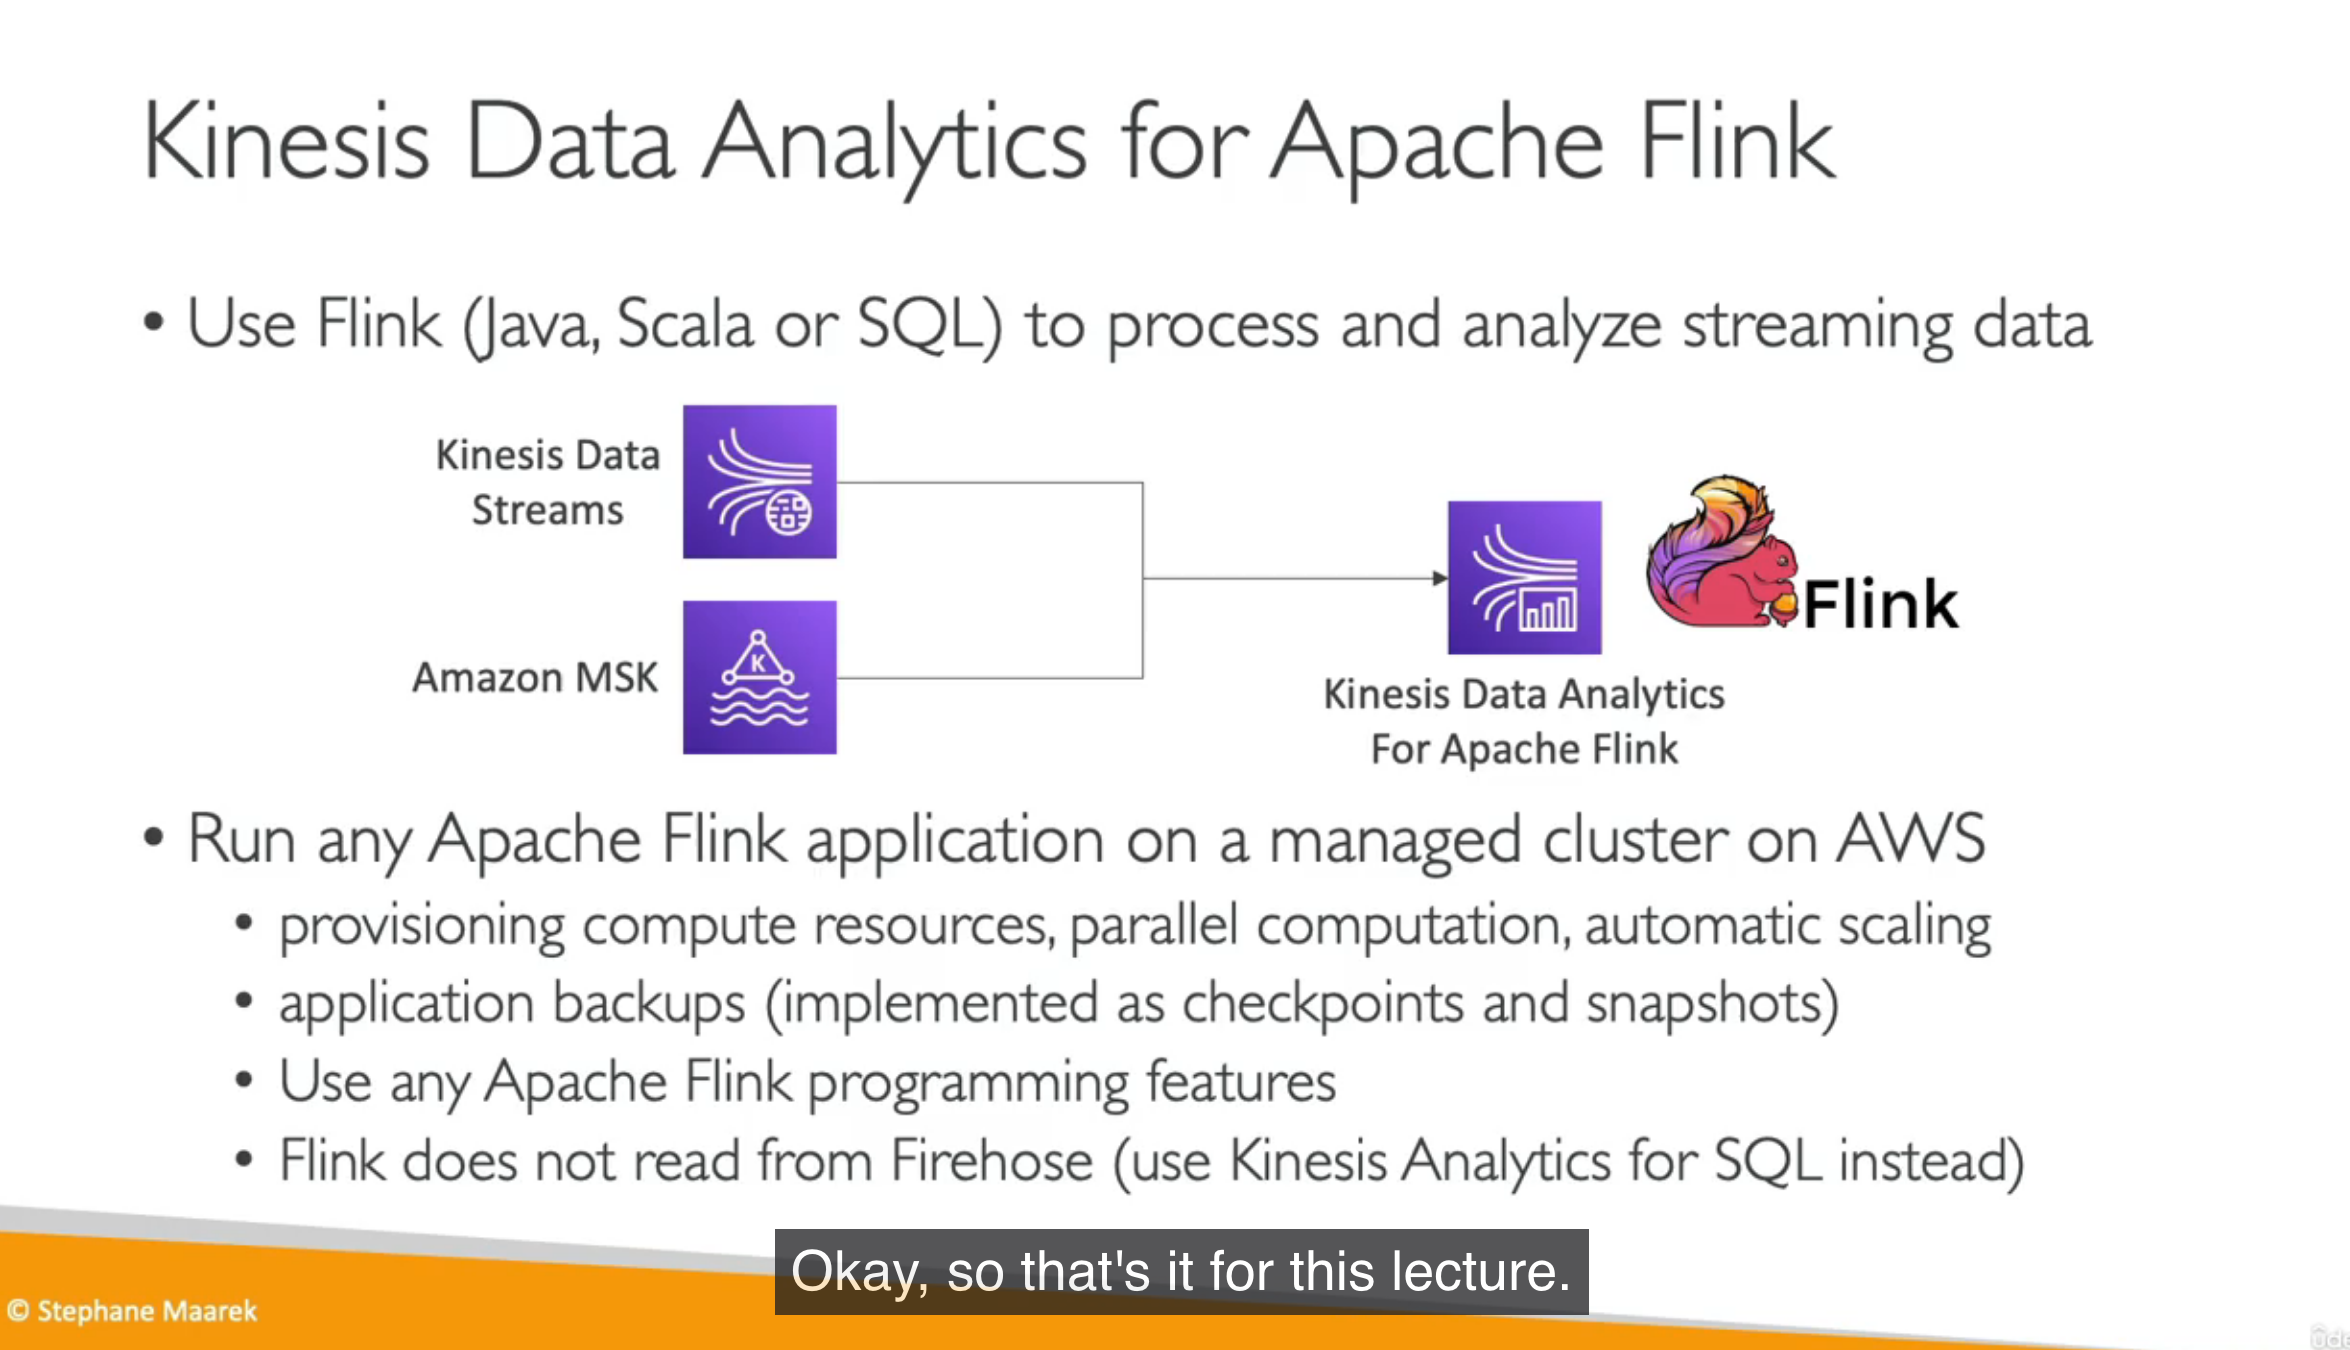 Kinesis Data Analytics for Apache Flink
• Use Flink (Java, Scala or SQL) to process and analyze streaming data
Kinesis Data
Streams
Amazon MSK
K
Flink
Kinesis Data Analytics
For Apache Flink
• Run any Apache Flink application on a managed cluster on AWS
• provisioning compute resources, parallel computation, automatic scaling
• application backups (implemented as checkpoints and snapshots)
• Use any Apache Flink programming features
• Flink does not read from Firehose (use Kinesis Analytics for SQL instead)
Okay, so that's it for this lecture.
© Stephane Maarek